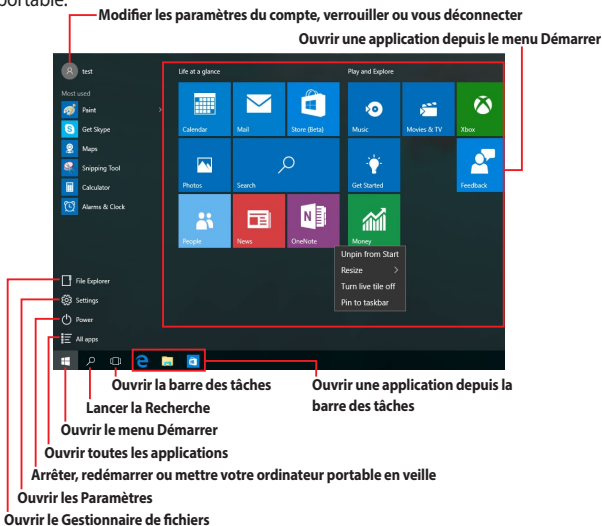 portable.
Modifier les paramètres du compte, verrouiller ou vous déconnecter
Ouvrir une application depuis le menu Démarrer
test
Life at a glance
Play and Explore
Most used
Paint
Get Skype
Maps
Snipping Tool
Calculator
Alarms & Clock
Calendar
Mail
Store (Beta)
Music
Movies & TV
Xbox
Photos
Search
Get Started
Feedback
People
News
OneNote
Money
Unpin from Start
Resize
Turn live tile off
Pin to taskbar
File Explorer
Settings
Power
All apps
Ouvrir la barre des tâches
Ouvrir une application depuis la
barre des tâches
Lancer la Recherche
Ouvrir le menu Démarrer
Ouvrir toutes les applications
Arrêter, redémarrer ou mettre votre ordinateur portable en veille
Ouvrir les Paramètres
Ouvrir le Gestionnaire de fichiers